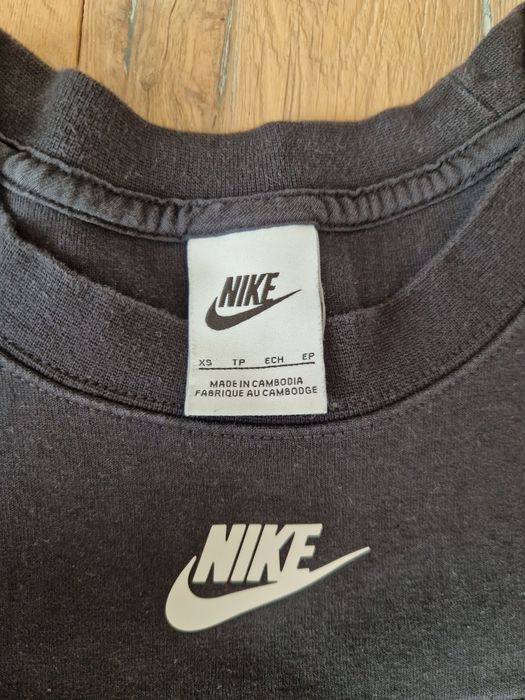 NIKE
XS TP ECH EP
MADE IN CAMBODIA
FABRIQUE AU CAMBODGE
NIKE